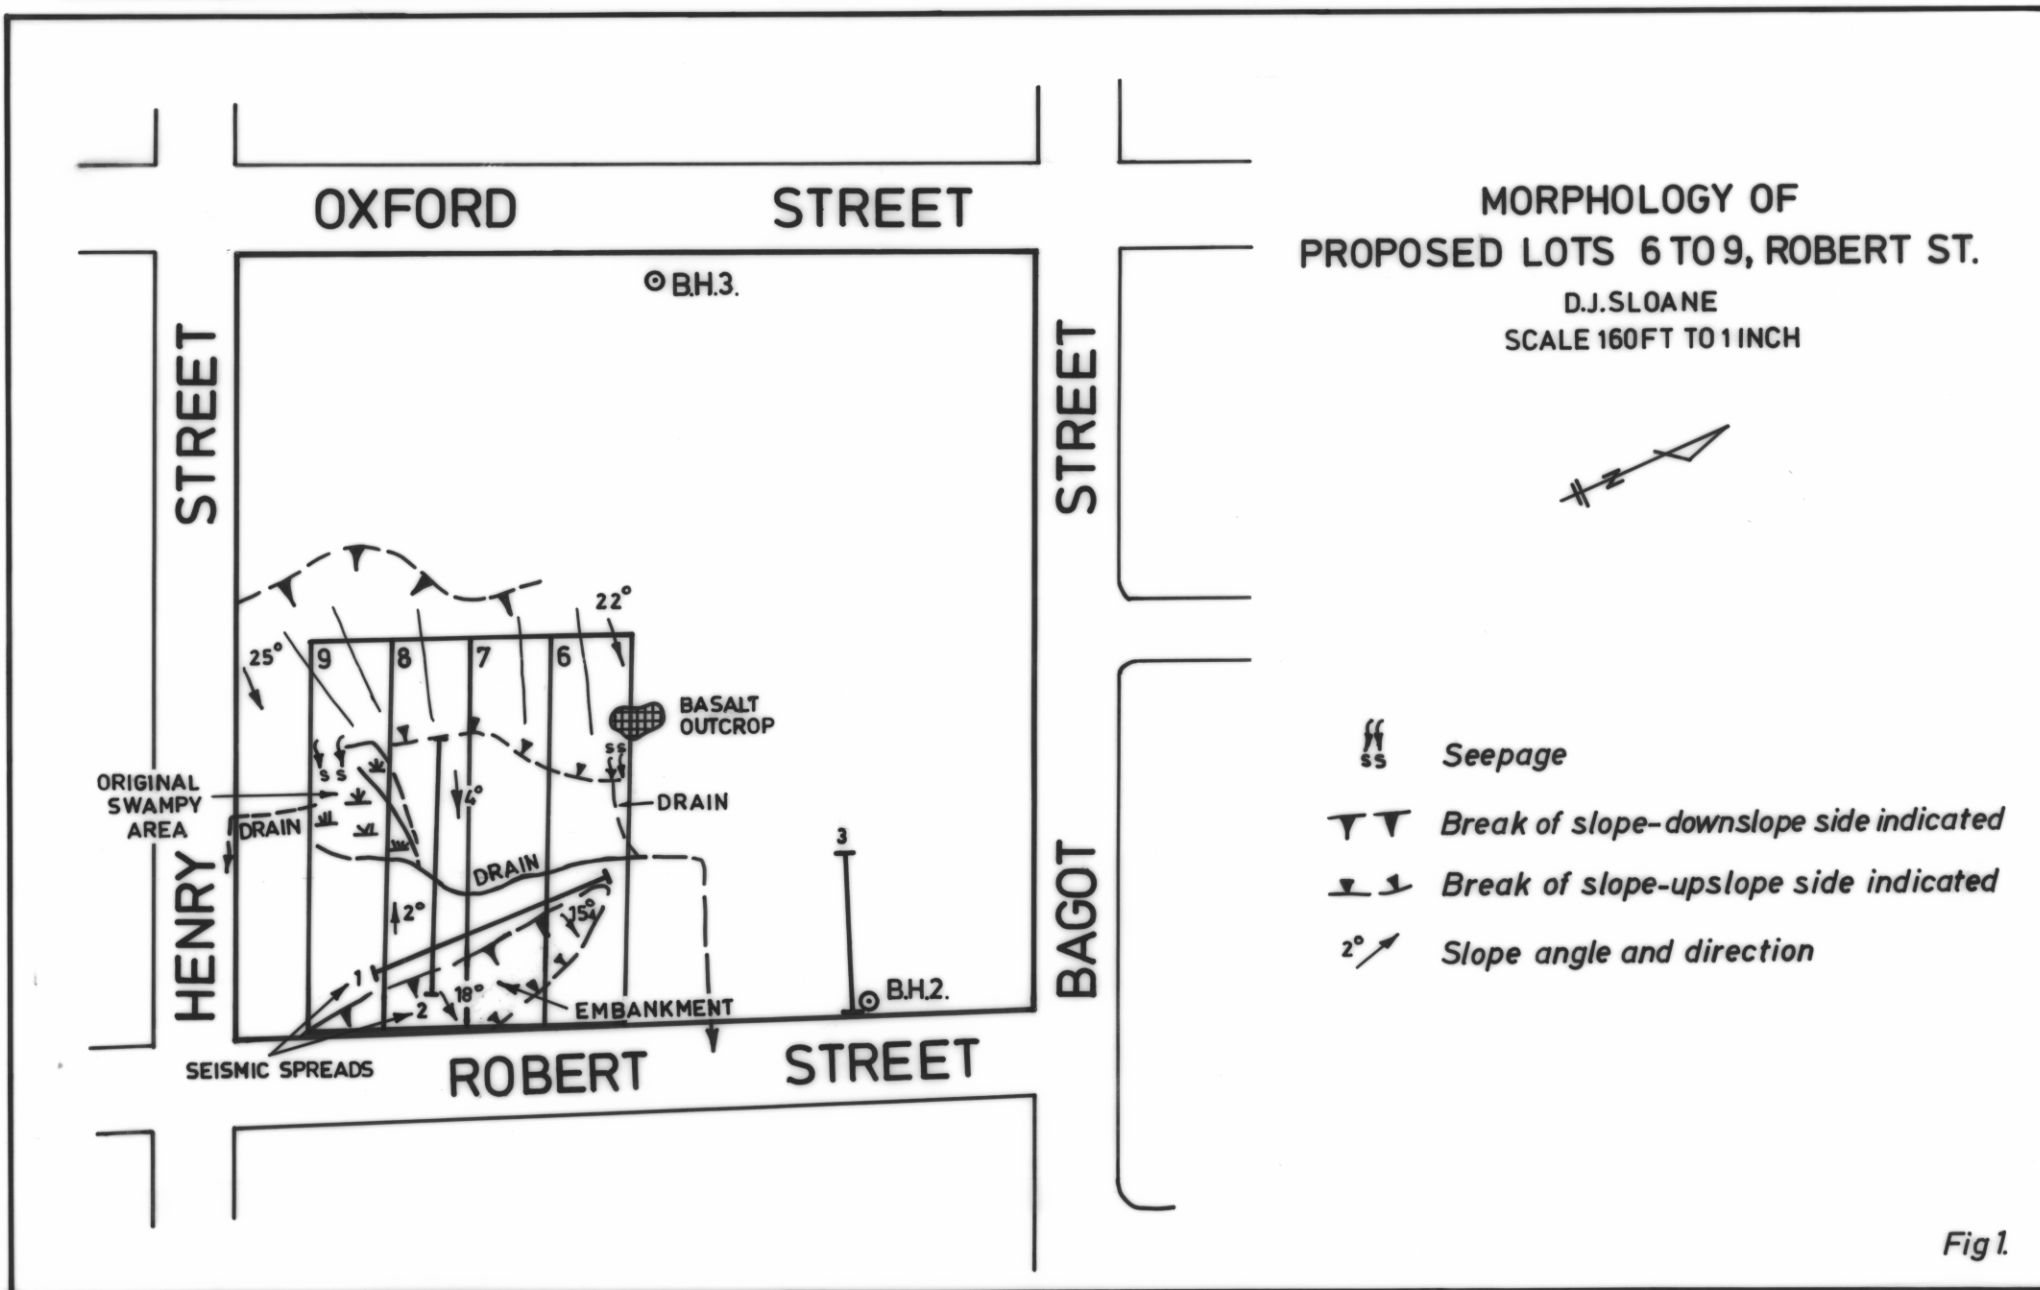 OXFORD STREET
B.H.3.
HENRY STREET
BAGOT STREET
MORPHOLOGY OF
PROPOSED LOTS 6 TO 9, ROBERT ST.
D.J.SLOANE
SCALE 160FT TO 1 INCH
N
22°
25°
9 8 7 6
BASALT
OUTCROP
s s
s s
ORIGINAL
SWAMPY
AREA
4°
DRAIN
DRAIN
DRAIN
3
2°
15°
1
2
18°
EMBANKMENT
B.H.2.
SEISMIC SPREADS
ROBERT STREET
ss
Seepage
Break of slope-downslope side indicated
Break of slope-upslope side indicated
2° Slope angle and direction
Fig 1.